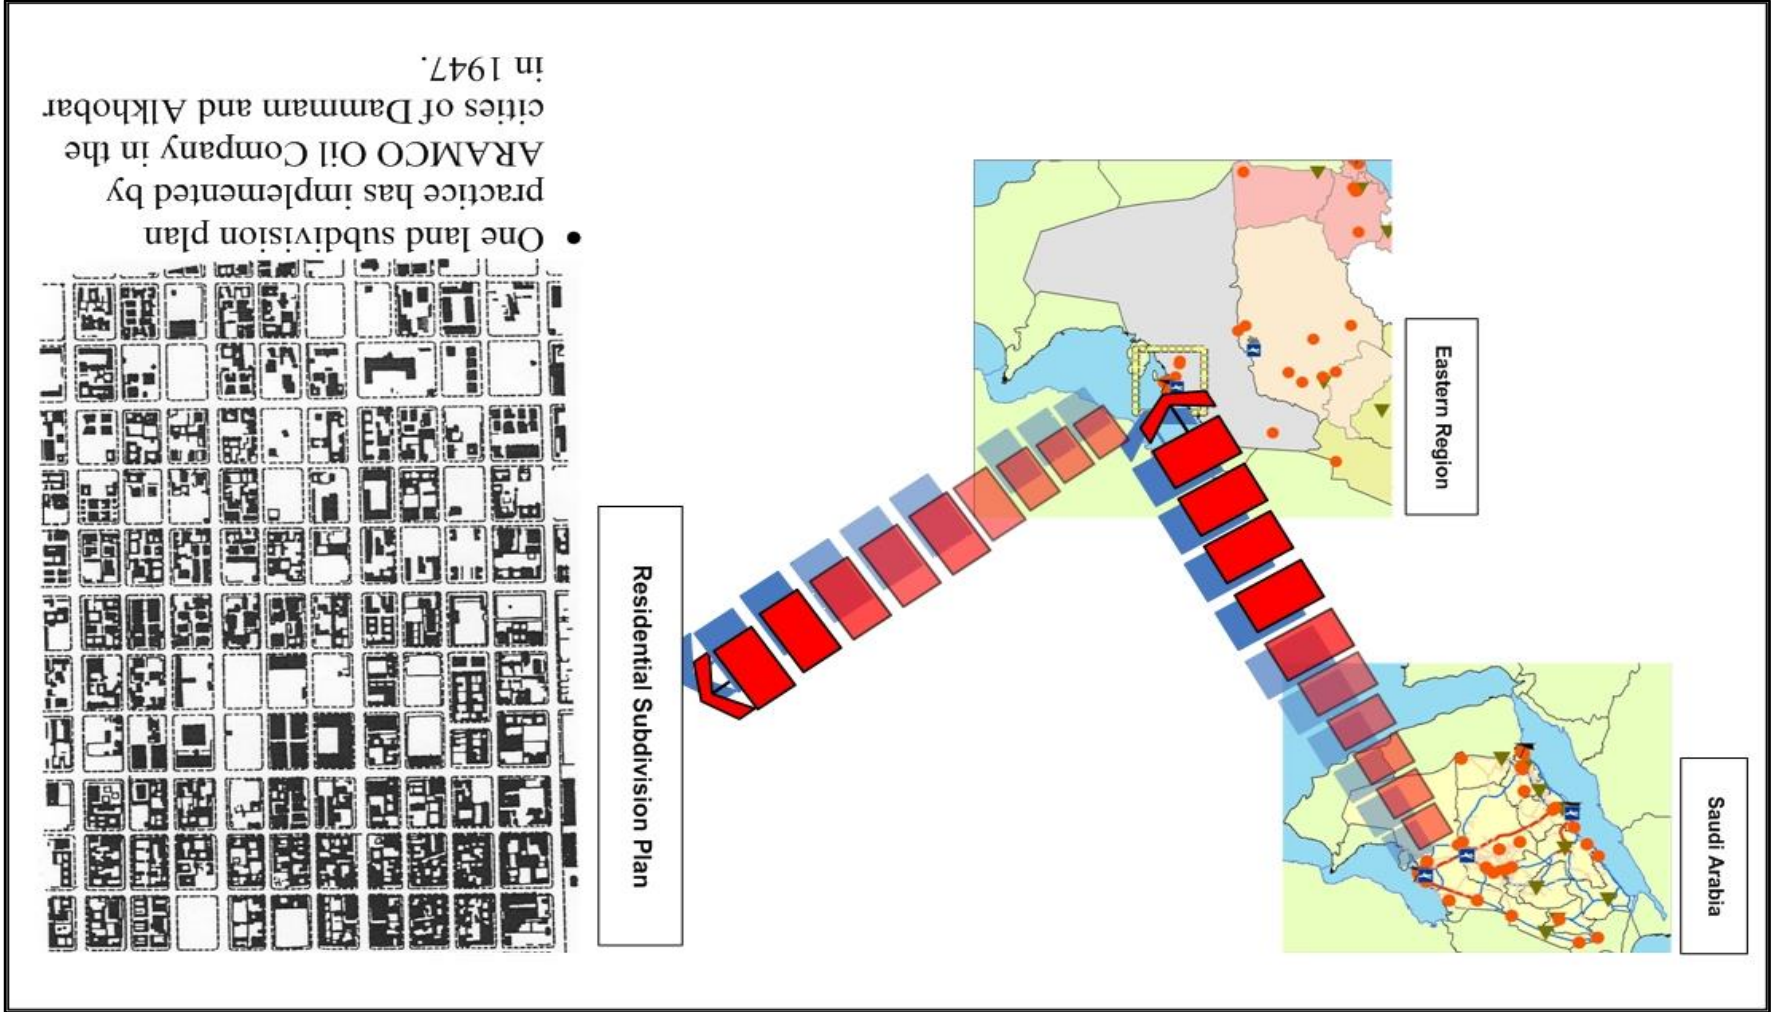 Saudi Arabia
Eastern Region
Residential Subdivision Plan
• One land subdivision plan
practice has implemented by
ARAMCO Oil Company in the
cities of Dammam and Alkhobar
in 1947.